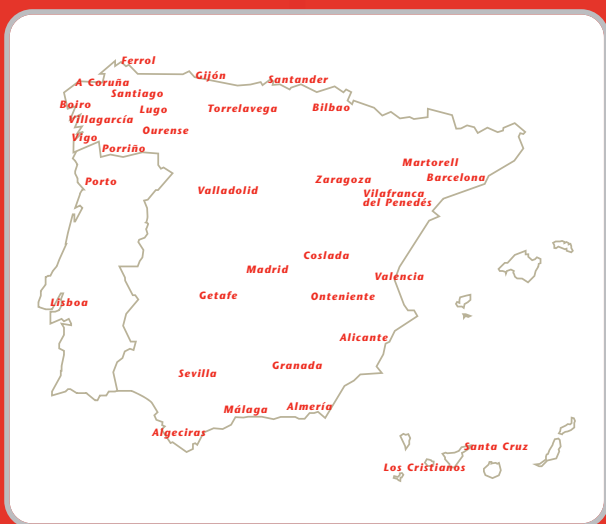 Ferrol
Gijón
Santander
A Coruña
Santiago
Boiro
Lugo
Torrelavega
Bilbao
Villagarcía
Ourense
Vigo
Porriño
Martorell
Porto
Valladolid
Zaragoza
Barcelona
Vilafranca
del Penedés
Coslada
Madrid
Valencia
Lisboa
Getafe
Onteniente
Alicante
Granada
Sevilla
Málaga
Almería
Algeciras
Santa Cruz
Los Cristianos